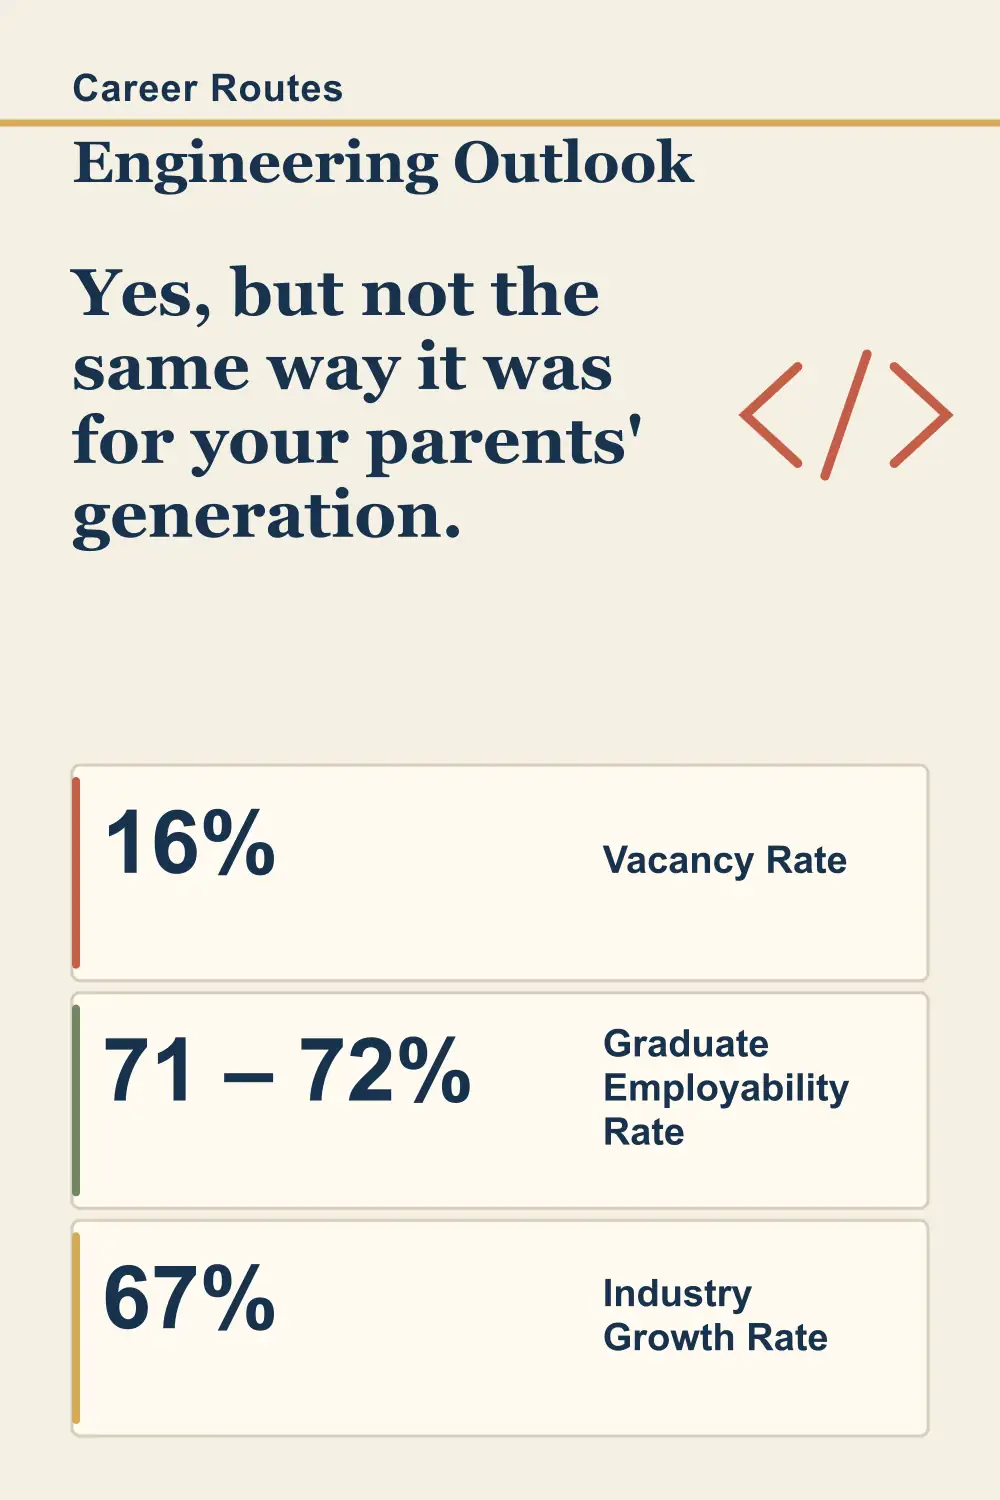 Career Routes
Engineering Outlook
Yes, but not the
same way it was
for your parents'
generation.
16%
Vacancy Rate
71 – 72%
Graduate
Employability
Rate
67%
Industry
Growth Rate